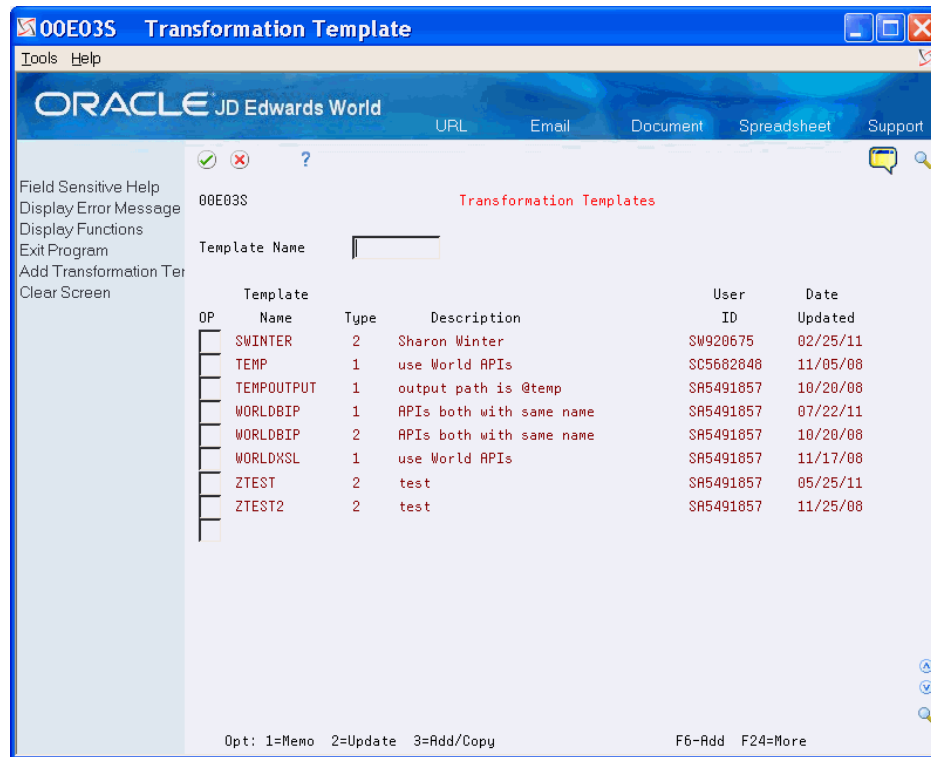 00E03S Transformation Template
Tools Help
ORACLE JD Edwards World
URL Email Document Spreadsheet Support
?
Field Sensitive Help
Display Error Message
Display Functions
Exit Program
Add Transformation Ter
Clear Screen
00E03S Transformation Templates
Template Name
Template User Date
OP Name Type Description ID Updated
SWINTER 2 Sharon Winter SW920675 02/25/11
TEMP 1 use World APIs SC5682848 11/05/08
TEMPOUTPUT 1 output path is @temp SA5491857 10/20/08
WORLDBIP 1 APIs both with same name SA5491857 07/22/11
WORLDBIP 2 APIs both with same name SA5491857 10/20/08
WORLDXSL 1 use World APIs SA5491857 11/17/08
ZTEST 2 test SA5491857 05/25/11
ZTEST2 2 test SA5491857 11/25/08
Opt: 1=Memo 2=Update 3=Add/Copy F6-Add F24=More